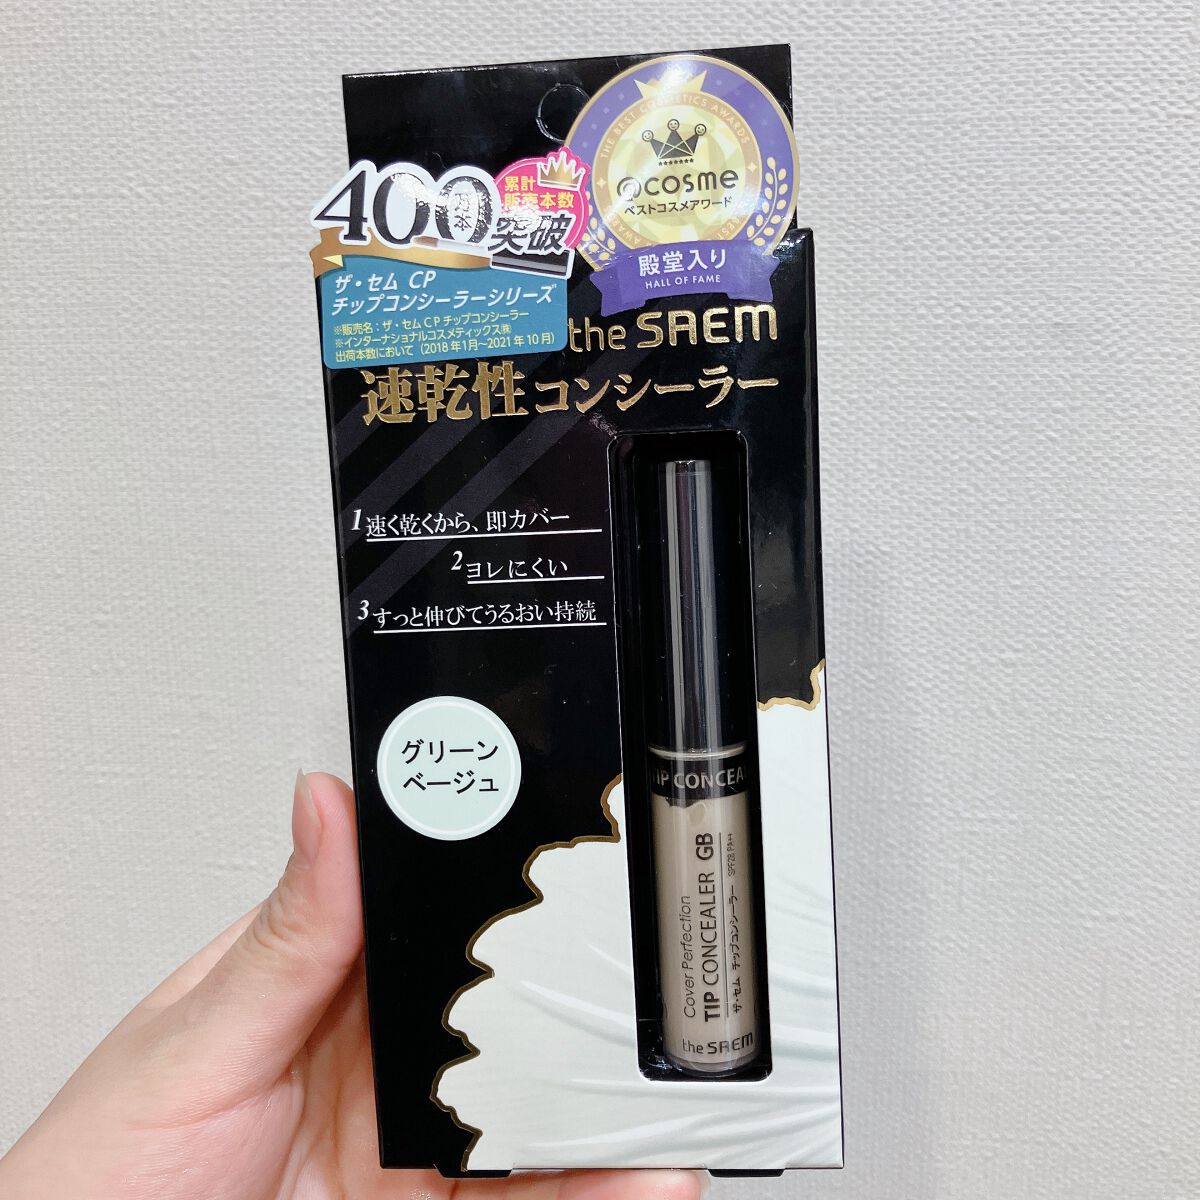 THE BEST COSMETICS AWARDS
@cosme
ベストコスメアワード
殿堂入り
HALL OF FAME
400万本
累計
販売本数
突破
ザ・セム CP
チップコンシーラーシリーズ
※販売名：ザ・セム CP チップコンシーラー
※インターナショナルコスメティックス㈱
出荷本数において（2018年1月～2021年10月）
the SAEM
速乾性コンシーラー
1 速く乾くから、即カバー
2 ヨレにくい
3 すっと伸びてうるおい持続
グリーン
ベージュ
TIP CONCEAL
Cover Perfection
TIP CONCEALER GB
ザ・セム チップコンシーラー SPF28 PA++
the SAEM